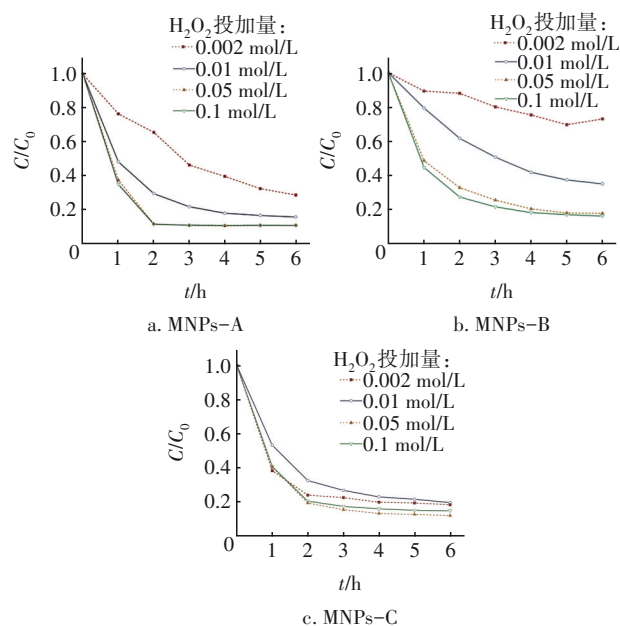 H₂O₂投加量：
0.002 mol/L
0.01 mol/L
0.05 mol/L
0.1 mol/L
1.0
0.8
0.6
0.4
0.2
0
C/C₀
1 2 3 4 5 6
t/h
a. MNPs-A
H₂O₂投加量：
0.002 mol/L
0.01 mol/L
0.05 mol/L
0.1 mol/L
1.0
0.8
0.6
0.4
0.2
0
C/C₀
1 2 3 4 5 6
t/h
b. MNPs-B
H₂O₂投加量：
0.002 mol/L
0.01 mol/L
0.05 mol/L
0.1 mol/L
1.0
0.8
0.6
0.4
0.2
0
C/C₀
1 2 3 4 5 6
t/h
c. MNPs-C